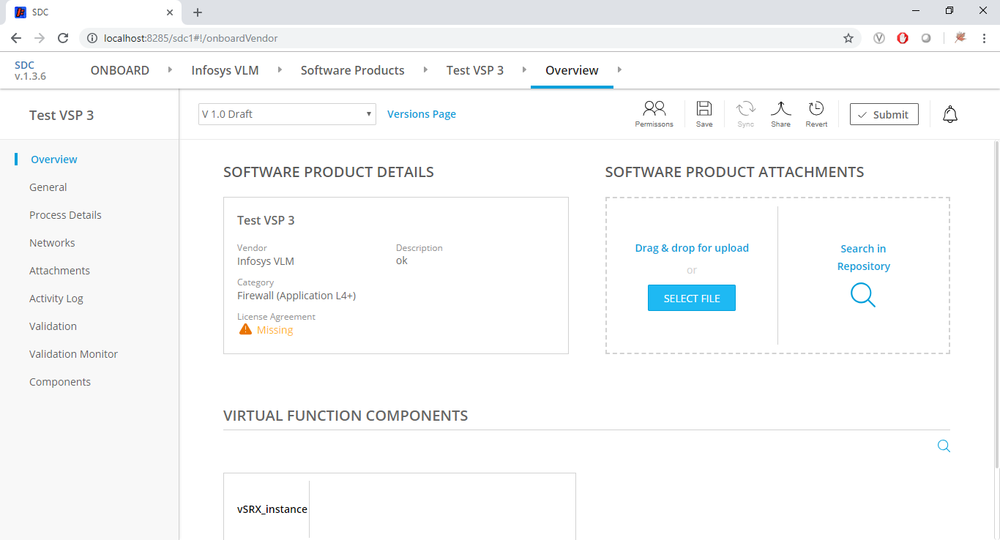 SDC
localhost:8285/sdc1#!/onboardVendor
SDC
v.1.3.6
ONBOARD
Infosys VLM
Software Products
Test VSP 3
Overview
Test VSP 3
V 1.0 Draft
Versions Page
Permissons
Save
Sync
Share
Revert
Submit
Overview
General
Process Details
Networks
Attachments
Activity Log
Validation
Validation Monitor
Components
SOFTWARE PRODUCT DETAILS
Test VSP 3
Vendor
Infosys VLM
Description
ok
Category
Firewall (Application L4+)
License Agreement
Missing
SOFTWARE PRODUCT ATTACHMENTS
Drag & drop for upload
or
SELECT FILE
Search in
Repository
VIRTUAL FUNCTION COMPONENTS
vSRX_instance